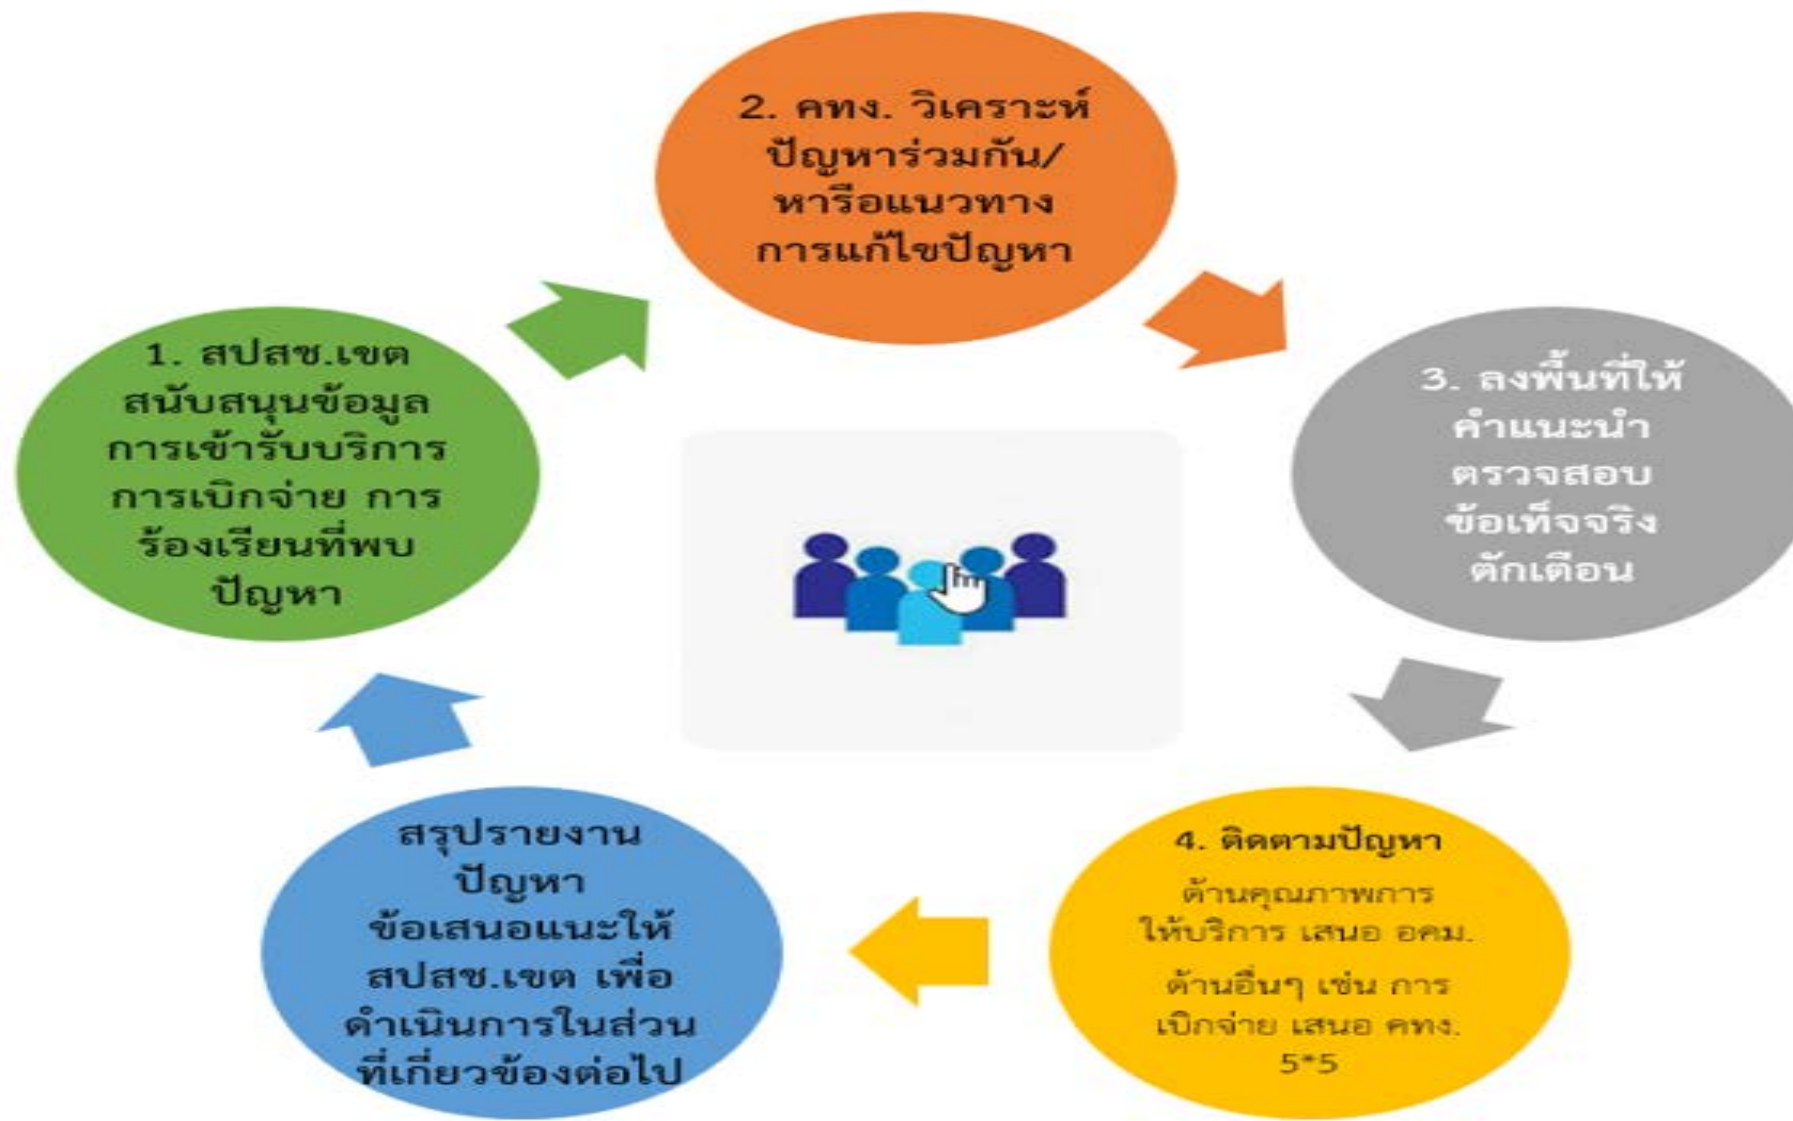 1. สปสช.เขต
สนับสนุนข้อมูล
การเข้ารับบริการ
การเบิกจ่าย การ
ร้องเรียนที่พบ
ปัญหา
2. คทง. วิเคราะห์
ปัญหาร่วมกัน/
หารือแนวทาง
การแก้ไขปัญหา
3. ลงพื้นที่ให้
คำแนะนำ
ตรวจสอบ
ข้อเท็จจริง
ตักเตือน
4. ติดตามปัญหา
ด้านคุณภาพการ
ให้บริการ เสนอ อคม.
ด้านอื่นๆ เช่น การ
เบิกจ่าย เสนอ คทง.
5*5
สรุปรายงาน
ปัญหา
ข้อเสนอแนะให้
สปสช.เขต เพื่อ
ดำเนินการในส่วน
ที่เกี่ยวข้องต่อไป